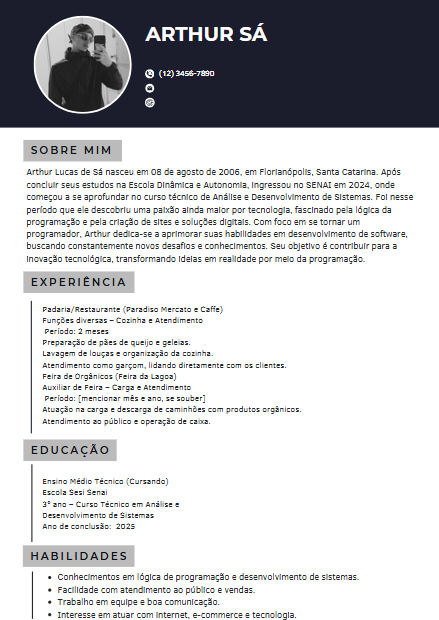 ARTHUR SÁ
(12) 3456-7890
SOBRE MIM
Arthur Lucas de Sá nasceu em 08 de agosto de 2006, em Florianópolis, Santa Catarina. Após
concluir seus estudos na Escola Dinâmica e Autonomia, ingressou no SENAI em 2024, onde
começou a se aprofundar no curso técnico de Análise e Desenvolvimento de Sistemas. Foi nesse
período que ele descobriu uma paixão ainda maior por tecnologia, fascinado pela lógica da
programação e pela criação de sites e soluções digitais. Com foco em se tornar um
programador, Arthur dedica-se a aprimorar suas habilidades em desenvolvimento de software,
buscando constantemente novos desafios e conhecimentos. Seu objetivo é contribuir para a
inovação tecnológica, transformando ideias em realidade por meio da programação.
EXPERIÊNCIA
Padaria/Restaurante (Paradiso Mercato e Caffe)
Funções diversas – Cozinha e Atendimento
Período: 2 meses
Preparação de pães de queijo e geleias.
Lavagem de louças e organização da cozinha.
Atendimento como garçom, lidando diretamente com os clientes.
Feira de Orgânicos (Feira da Lagoa)
Auxiliar de Feira – Carga e Atendimento
Período: [mencionar mês e ano, se souber]
Atuação na carga e descarga de caminhões com produtos orgânicos.
Atendimento ao público e operação de caixa.
EDUCAÇÃO
Ensino Médio Técnico (Cursando)
Escola Sesi Senai
3º ano – Curso Técnico em Análise e
Desenvolvimento de Sistemas
Ano de conclusão: 2025
HABILIDADES
• Conhecimentos em lógica de programação e desenvolvimento de sistemas.
• Facilidade com atendimento ao público e vendas.
• Trabalho em equipe e boa comunicação.
• Interesse em atuar com internet, e-commerce e tecnologia.